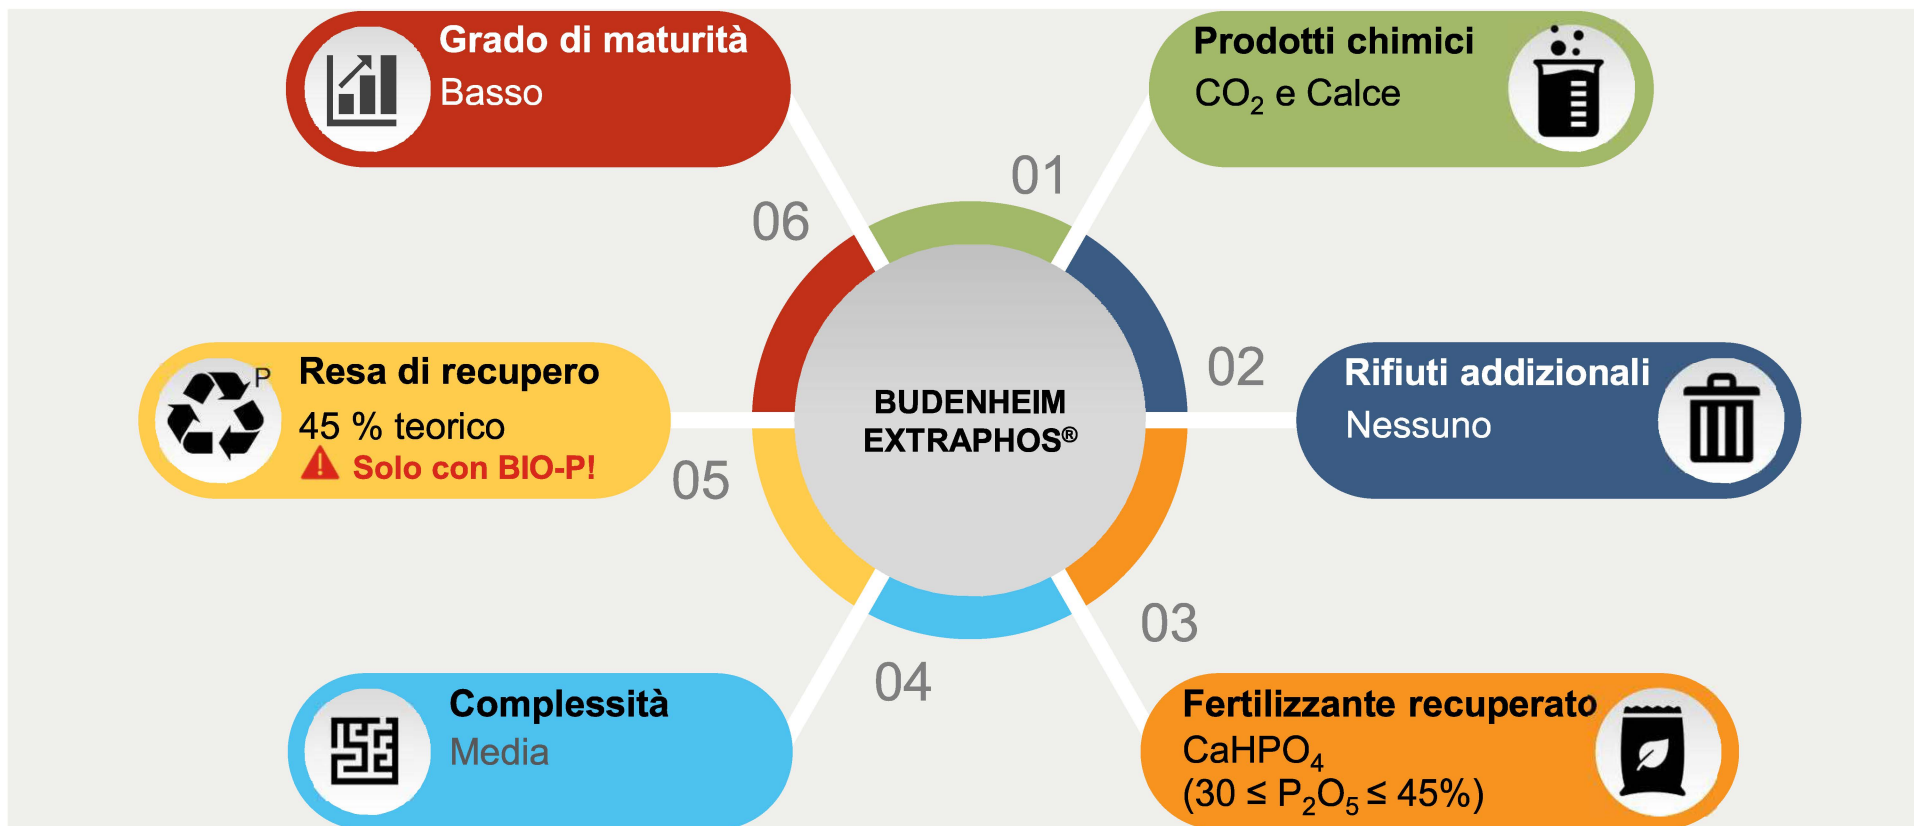 Grado di maturità
Basso
Prodotti chimici
CO₂ e Calce
01
06
Resa di recupero
P
45 % teorico
Solo con BIO-P!
05
BUDENHEIM
EXTRAPHOS®
02
Rifiuti addizionali
Nessuno
03
04
Complessità
Media
Fertilizzante recuperato
CaHPO₄
(30 ≤ P₂O₅ ≤ 45%)